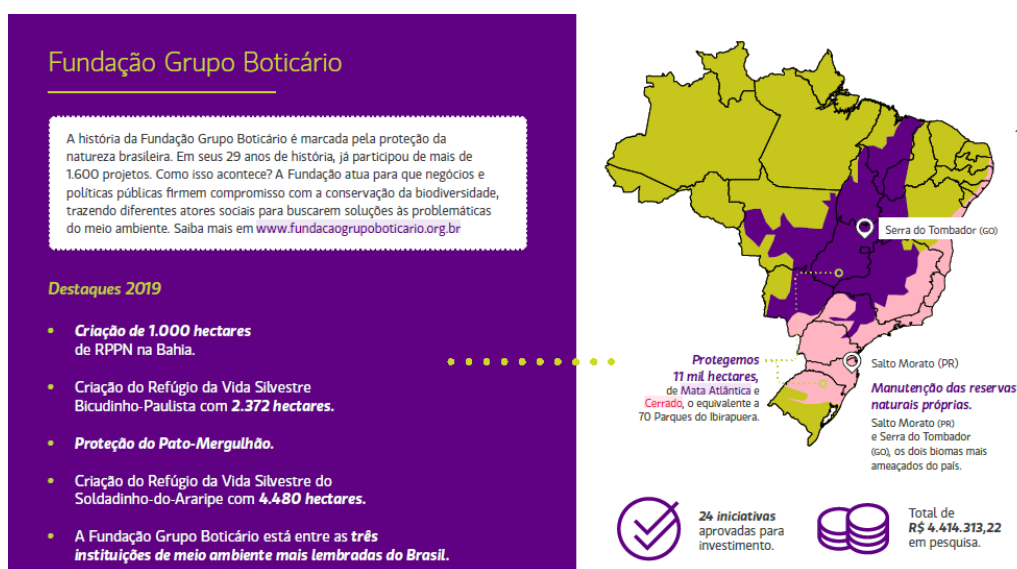 Fundação Grupo Boticário
A história da Fundação Grupo Boticário é marcada pela proteção da
natureza brasileira. Em seus 29 anos de história, já participou de mais de
1.600 projetos. Como isso acontece? A Fundação atua para que negócios e
políticas públicas firmem compromisso com a conservação da biodiversidade,
trazendo diferentes atores sociais para buscarem soluções às problemáticas
do meio ambiente. Saiba mais em www.fundacaogrupoboticario.org.br
Destaques 2019
• Criação de 1.000 hectares
de RPPN na Bahia.
• Criação do Refúgio da Vida Silvestre
Bicudinho-Paulista com 2.372 hectares.
• Proteção do Pato-Mergulhão.
• Criação do Refúgio da Vida Silvestre do
Soldadinho-do-Araripe com 4.480 hectares.
• A Fundação Grupo Boticário está entre as três
instituições de meio ambiente mais lembradas do Brasil.
Serra do Tombador (GO)
Protegemos
11 mil hectares,
de Mata Atlântica e
Cerrado, o equivalente a
70 Parques do Ibirapuera.
Salto Morato (PR)
Manutenção das reservas
naturais próprias.
Salto Morato (PR)
e Serra do Tombador
(GO), os dois biomas mais
ameaçados do país.
24 iniciativas
aprovadas para
investimento.
Total de
R$ 4.414.313,22
em pesquisa.